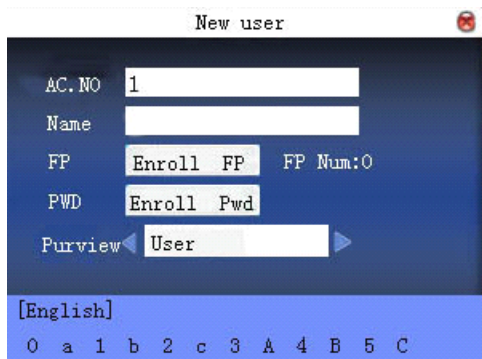 New user
AC.NO 1
Name
FP Enroll FP FP Num:0
PWD Enroll Pwd
Purview User
[English]
0 a 1 b 2 c 3 A 4 B 5 C